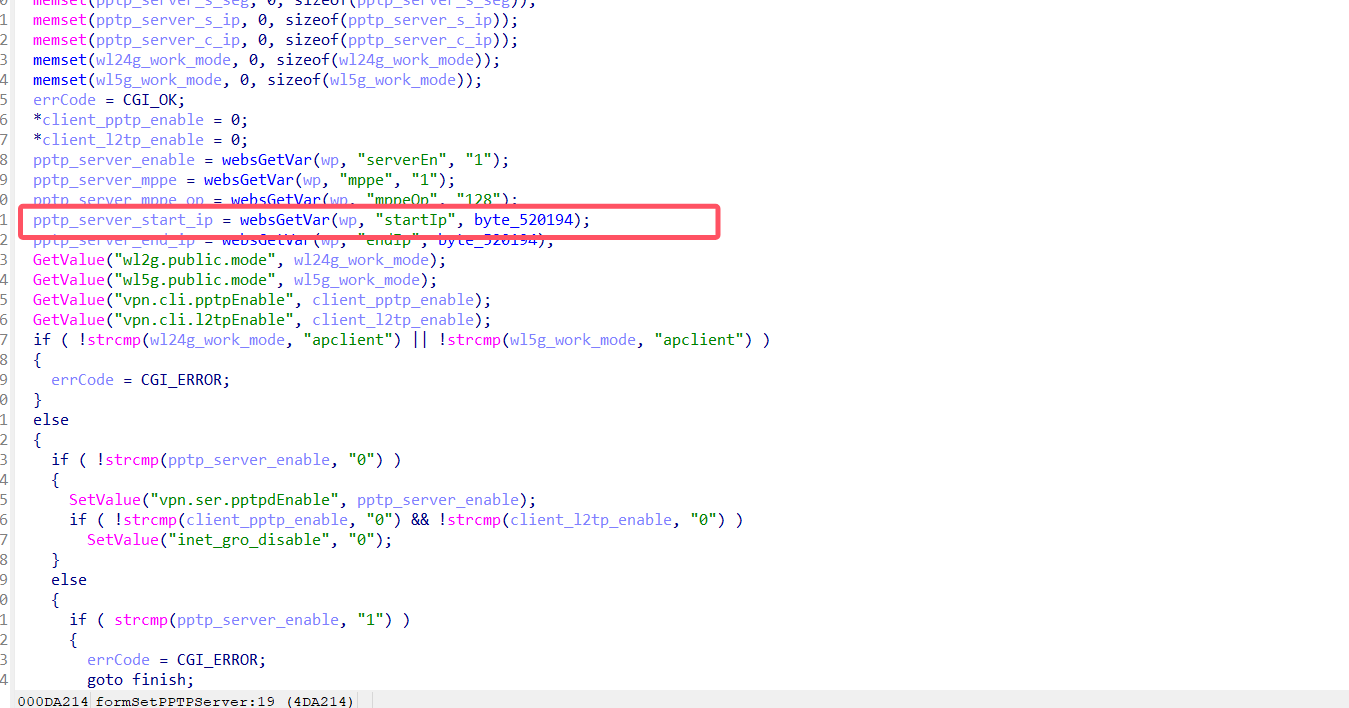 memset(pptp_server_s_seg, 0, sizeof(pptp_server_s_seg));
1 memset(pptp_server_s_ip, 0, sizeof(pptp_server_s_ip));
2 memset(pptp_server_c_ip, 0, sizeof(pptp_server_c_ip));
3 memset(wl24g_work_mode, 0, sizeof(wl24g_work_mode));
4 memset(wl5g_work_mode, 0, sizeof(wl5g_work_mode));
5 errCode = CGI_OK;
6 *client_pptp_enable = 0;
7 *client_l2tp_enable = 0;
8 pptp_server_enable = websGetVar(wp, "serverEn", "1");
9 pptp_server_mppe = websGetVar(wp, "mppe", "1");
0 pptp_server_mppe_op = websGetVar(wp, "mppeOp", "128");
1 pptp_server_start_ip = websGetVar(wp, "startIp", byte_520194);
2 pptp_server_end_ip = websGetVar(wp, "endIp", byte_520194);
3 GetValue("wl2g.public.mode", wl24g_work_mode);
4 GetValue("wl5g.public.mode", wl5g_work_mode);
5 GetValue("vpn.cli.pptpEnable", client_pptp_enable);
6 GetValue("vpn.cli.l2tpEnable", client_l2tp_enable);
7 if ( !strcmp(wl24g_work_mode, "apclient") || !strcmp(wl5g_work_mode, "apclient") )
8 {
9 errCode = CGI_ERROR;
0 }
1 else
2 {
3 if ( !strcmp(pptp_server_enable, "0") )
4 {
5 SetValue("vpn.ser.pptpdEnable", pptp_server_enable);
6 if ( !strcmp(client_pptp_enable, "0") && !strcmp(client_l2tp_enable, "0") )
7 SetValue("inet_gro_disable", "0");
8 }
9 else
0 {
1 if ( strcmp(pptp_server_enable, "1") )
2 {
3 errCode = CGI_ERROR;
4 goto finish;
000DA214 formSetPPTPServer:19 (4DA214)